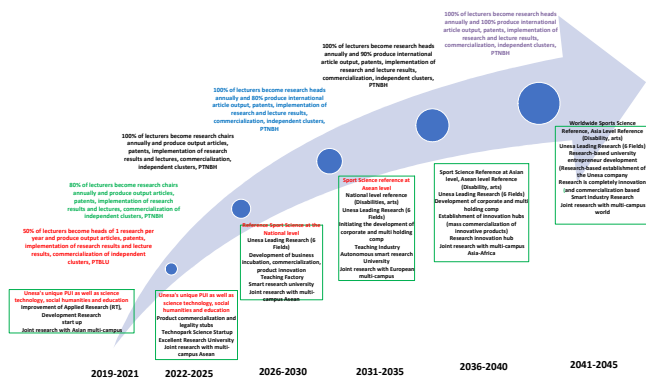 100% of lecturers become research heads
annually and 100% produce international
article output, patents, implementation of
research and lecture results,
commercialization, independent clusters,
PTNBH
100% of lecturers become research heads
annually and 90% produce international
article output, patents, implementation of
research and lecture results,
commercialization, independent clusters,
PTNBH
100% of lecturers become research heads
annually and 80% produce international
article output, patents, implementation of
research and lecture results,
commercialization, independent clusters,
PTNBH
100% of lecturers become research chairs
annually and produce output articles,
patents, implementation of research
results and lectures, commercialization,
independent clusters, PTNBH
80% of lecturers become research chairs
annually and produce output articles,
patents, implementation of research
results and lectures, commercialization of
independent clusters, PTNBH
50% of lecturers become heads of 1 research per
year and produce output articles, patents,
implementation of research results and lecture
results, commercialization of independent
clusters, PTBLU
Unesa's unique PUI as well as science
technology, social humanities and education
Improvement of Applied Research (RT),
Development Research
start up
Joint research with Asian multi-campus
Unesa's unique PUI as well as
science technology, social
humanities and education
Product commercialization and
legality stubs
Technopark Science Startup
Excellent Research University
Joint research with multi-
campus Asean
Reference Sport Science at the
National level
Unesa Leading Research (6
Fields)
Development of business
incubation, commercialization,
product innovation
Teaching Factory
Smart research university
Joint research with multi-
campus Asean
Sport Science reference at
Asean level
National level reference
(Disabilities, arts)
Unesa Leading Research (6
Fields)
Initiating the development of
corporate and multi holding
comp
Teaching Industry
Autonomous smart research
University
Joint research with European
multi-campus
Sport Science Reference at Asian
level, Asean level Reference
(Disability, arts)
Unesa Leading Research (6 Fields)
Development of corporate and multi
holding comp
Establishment of innovation hubs
(mass commercialization of
innovative products)
Research innovation hub
Joint research with multi-campus
Asia-Africa
Worldwide Sports Science
Reference, Asia Level Reference
(Disability, arts)
Unesa Leading Research (6 Fields)
Research-based university
entrepreneur development
(Research-based establishment of
the Unesa company
Research is completely innovation
and commercialization based
Smart Industry Research
Joint research with multi-campus
world
2019-2021
2022-2025
2026-2030
2031-2035
2036-2040
2041-2045